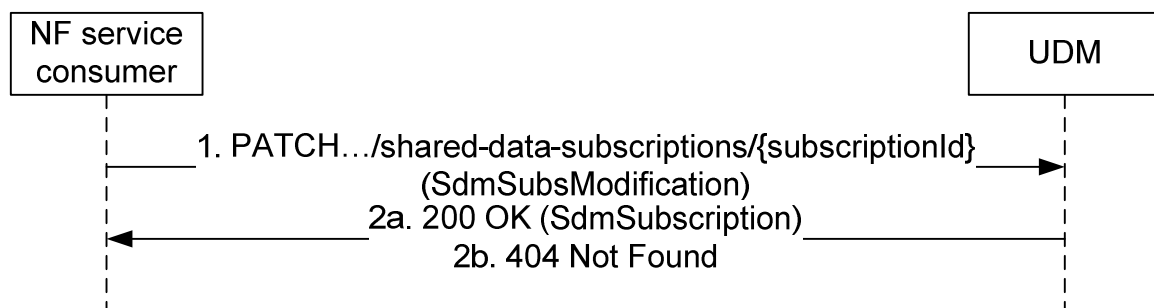 NF service
consumer
UDM
1. PATCH…/shared-data-subscriptions/{subscriptionId}
(SdmSubsModification)
2a. 200 OK (SdmSubscription)
2b. 404 Not Found